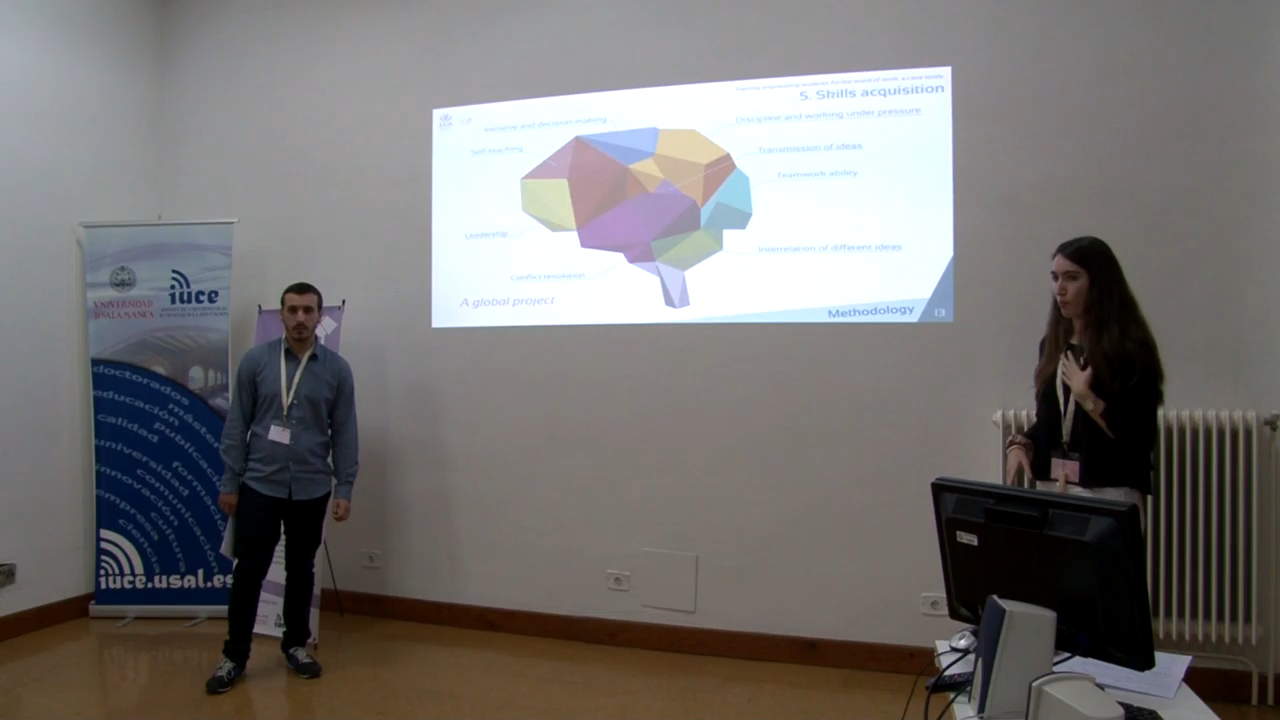 5. Skills acquisition
Initiative and decision-making
Discipline and working under pressure
Self-teaching
Transmission of ideas
Teamwork ability
Leadership
Interrelation of different ideas
Conflict resolution
A global project
Methodology
13
UNIVERSIDAD
D SALAMANCA
iuce
doctorados
máster
educación
publicación
calidad
formación
universidad
comunicación
innovación
cultura
empresa
ciencia
iuce.usal.es